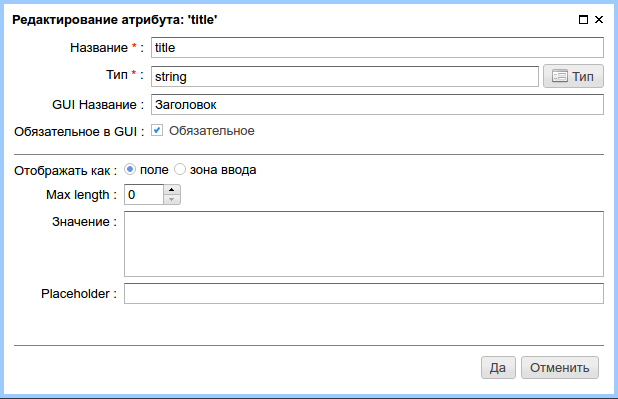 Редактирование атрибута: 'title'
Название * : title
Тип * : string Тип
GUI Название : Заголовок
Обязательное в GUI : Обязательное
Отображать как : поле зона ввода
Max length : 0
Значение :
Placeholder :
Да Отменить